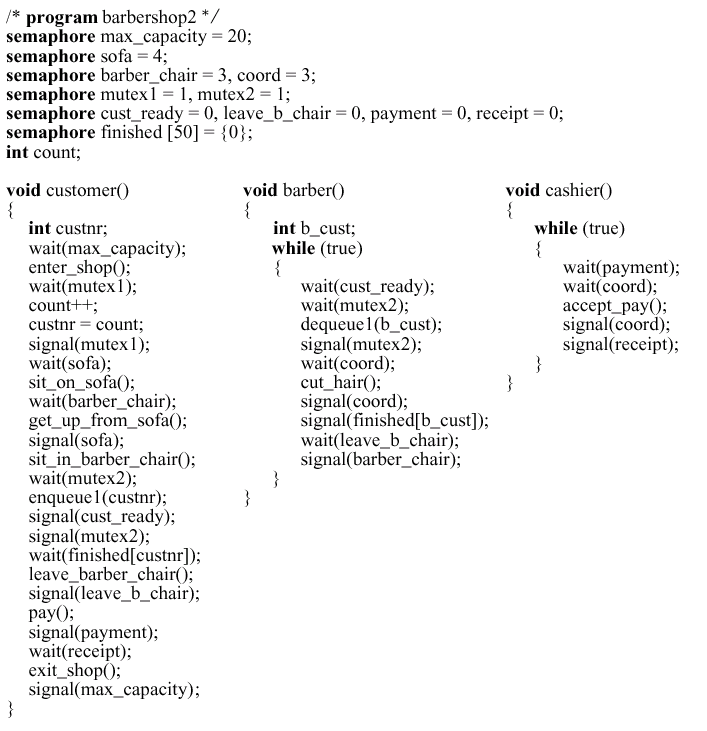 /* program barbershop2 */
semaphore max_capacity = 20;
semaphore sofa = 4;
semaphore barber_chair = 3, coord = 3;
semaphore mutex1 = 1, mutex2 = 1;
semaphore cust_ready = 0, leave_b_chair = 0, payment = 0, receipt = 0;
semaphore finished [50] = {0};
int count;
void customer()
{
int custnr;
wait(max_capacity);
enter_shop();
wait(mutex1);
count++;
custnr = count;
signal(mutex1);
wait(sofa);
sit_on_sofa();
wait(barber_chair);
get_up_from_sofa();
signal(sofa);
sit_in_barber_chair();
wait(mutex2);
enqueue1(custnr);
signal(cust_ready);
signal(mutex2);
wait(finished[custnr]);
leave_barber_chair();
signal(leave_b_chair);
pay();
signal(payment);
wait(receipt);
exit_shop();
signal(max_capacity);
}
void barber()
{
int b_cust;
while (true)
{
wait(cust_ready);
wait(mutex2);
dequeue1(b_cust);
signal(mutex2);
wait(coord);
cut_hair();
signal(coord);
signal(finished[b_cust]);
wait(leave_b_chair);
signal(barber_chair);
}
}
void cashier()
{
while (true)
{
wait(payment);
wait(coord);
accept_pay();
signal(coord);
signal(receipt);
}
}